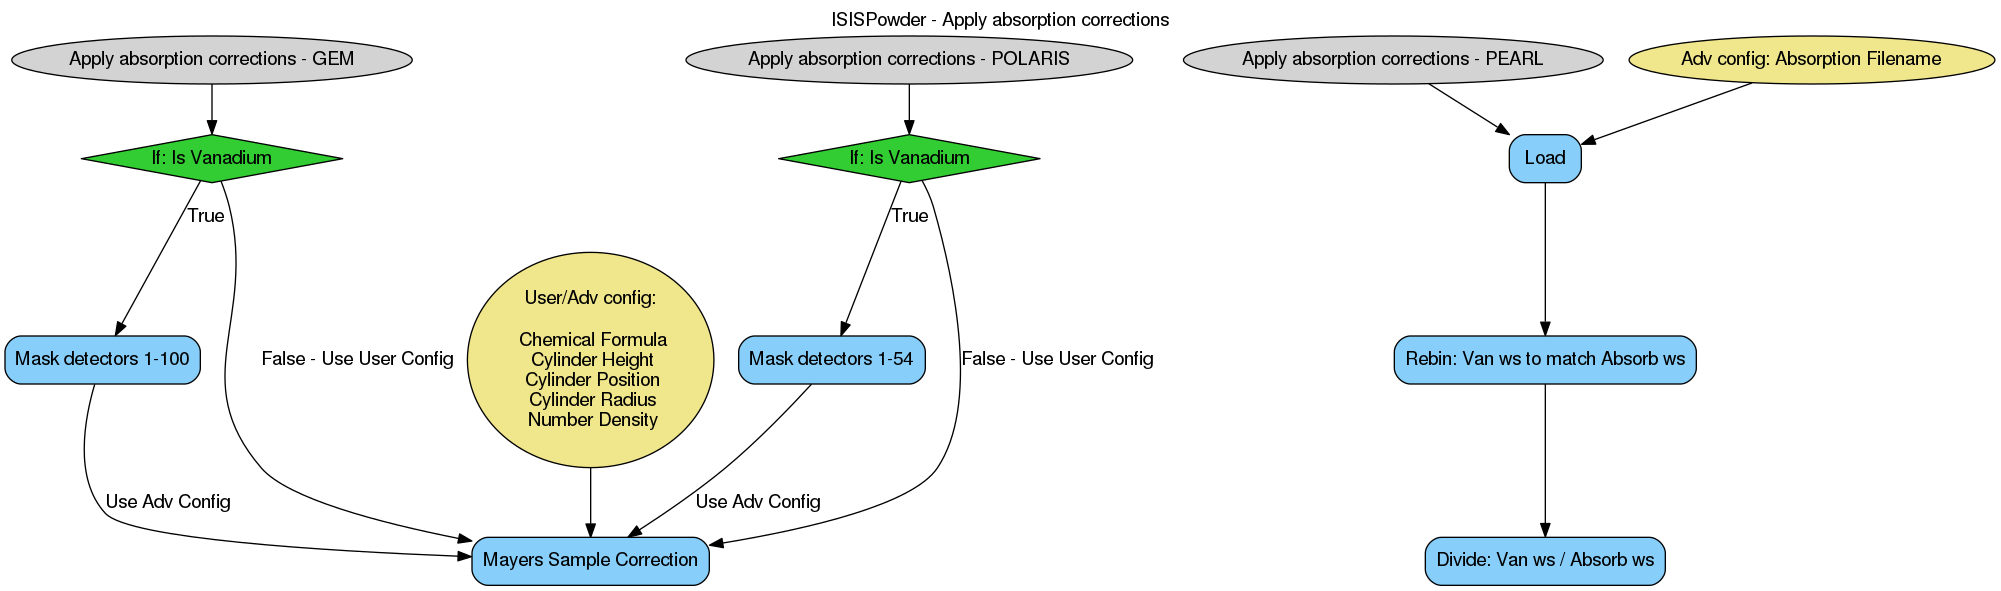 ISISPowder - Apply absorption corrections
Apply absorption corrections - GEM
Apply absorption corrections - POLARIS
Apply absorption corrections - PEARL
Adv config: Absorption Filename
If: Is Vanadium
If: Is Vanadium
Load
True
True
User/Adv config:
Chemical Formula
Cylinder Height
Cylinder Position
Cylinder Radius
Number Density
Mask detectors 1-100
False - Use User Config
Mask detectors 1-54
False - Use User Config
Rebin: Van ws to match Absorb ws
Use Adv Config
Use Adv Config
Mayers Sample Correction
Divide: Van ws / Absorb ws